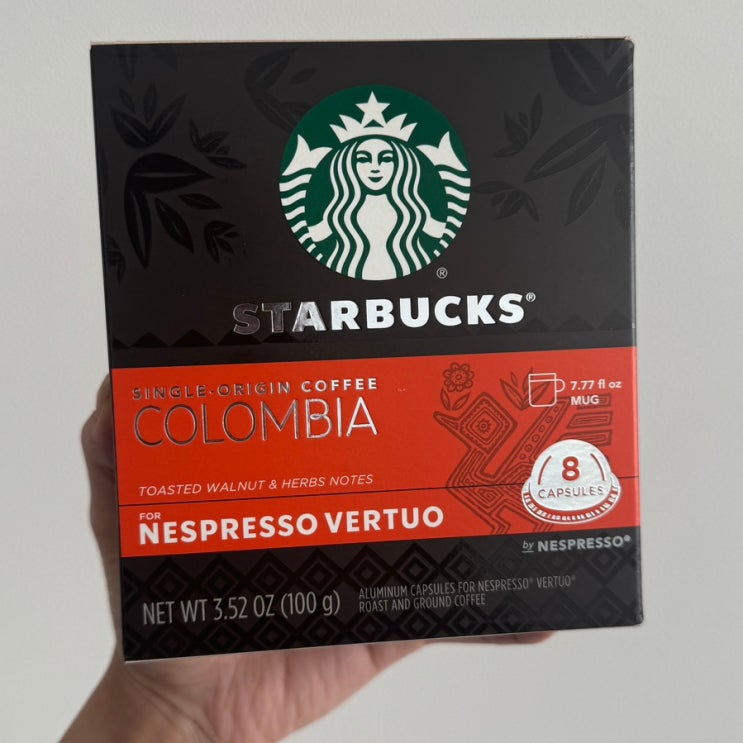 ®
STARBUCKS®
SINGLE-ORIGIN COFFEE
COLOMBIA
TOASTED WALNUT & HERBS NOTES
7.77 fl oz
MUG
8
CAPSULES
FOR
NESPRESSO VERTUO
by NESPRESSO®
NET WT 3.52 OZ (100 g)
ALUMINUM CAPSULES FOR NESPRESSO® VERTUO®
ROAST AND GROUND COFFEE